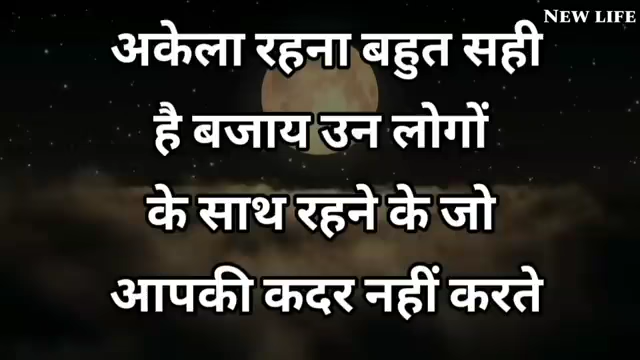 NEW LIFE
अकेला रहना बहुत सही
है बजाय उन लोगों
के साथ रहने के जो
आपकी कदर नहीं करते